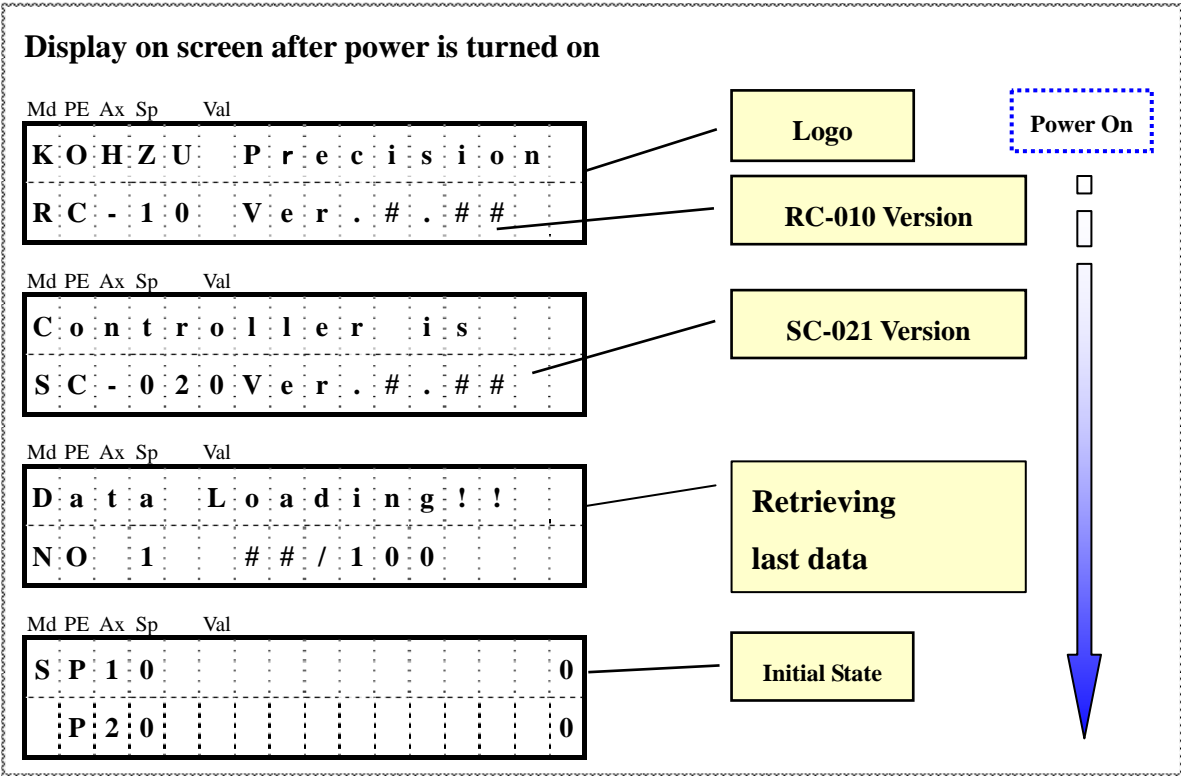 Display on screen after power is turned on
Md PE Ax Sp Val
KOHZU Precision
RC-10 Ver.#.##
Logo
RC-010 Version
Power On
Md PE Ax Sp Val
Controller is
SC-020Ver.#.##
SC-021 Version
Md PE Ax Sp Val
Data Loading!!
NO 1 ##/100
Retrieving
last data
Md PE Ax Sp Val
SP10 0
P20 0
Initial State